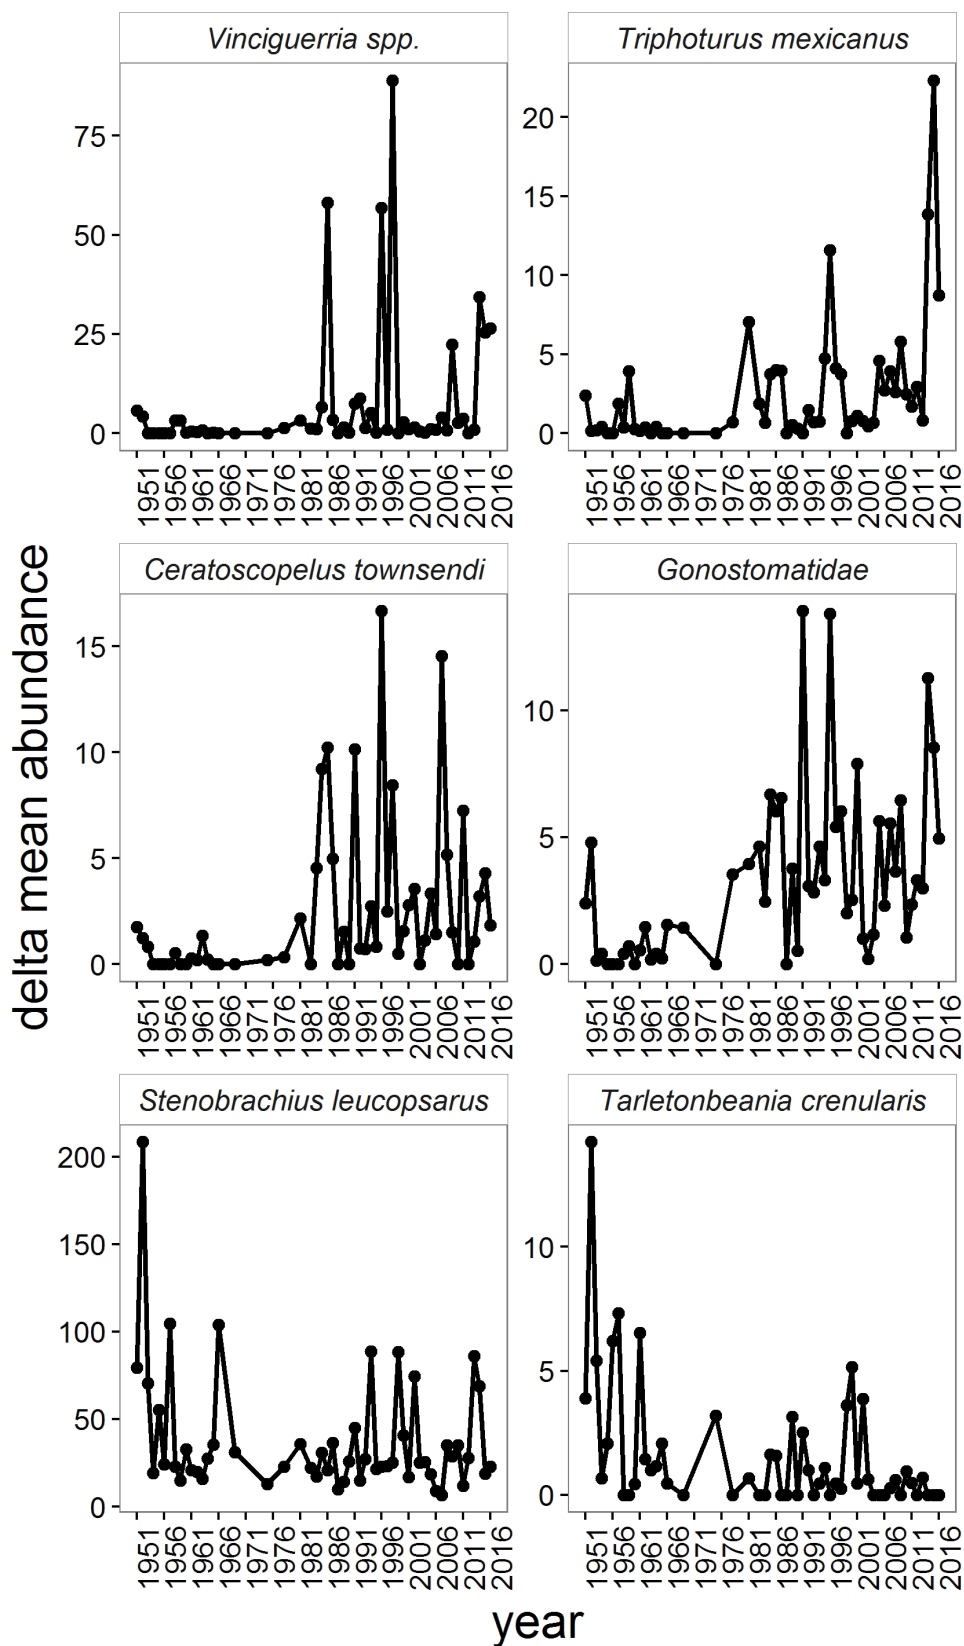 Vinciguerria spp.
Triphoturus mexicanus
75
50
25
0
20
15
10
5
0
1951 1956 1961 1966 1971 1976 1981 1986 1991 1996 2001 2006 2011 2016
1951 1956 1961 1966 1971 1976 1981 1986 1991 1996 2001 2006 2011 2016
Ceratoscopelus townsendi
Gonostomatidae
15
10
5
0
10
5
0
1951 1956 1961 1966 1971 1976 1981 1986 1991 1996 2001 2006 2011 2016
1951 1956 1961 1966 1971 1976 1981 1986 1991 1996 2001 2006 2011 2016
delta mean abundance
Stenobrachius leucopsarus
Tarletonbeania crenularis
200
150
100
50
0
10
5
0
1951 1956 1961 1966 1971 1976 1981 1986 1991 1996 2001 2006 2011 2016
1951 1956 1961 1966 1971 1976 1981 1986 1991 1996 2001 2006 2011 2016
year